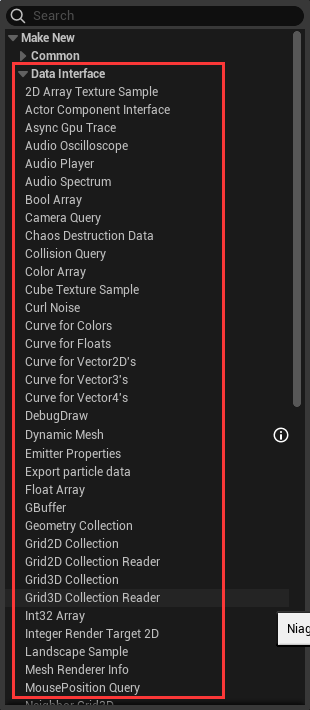 Search
Make New
Common
Data Interface
2D Array Texture Sample
Actor Component Interface
Async Gpu Trace
Audio Oscilloscope
Audio Player
Audio Spectrum
Bool Array
Camera Query
Chaos Destruction Data
Collision Query
Color Array
Cube Texture Sample
Curl Noise
Curve for Colors
Curve for Floats
Curve for Vector2D's
Curve for Vector3's
Curve for Vector4's
DebugDraw
Dynamic Mesh
Emitter Properties
Export particle data
Float Array
GBuffer
Geometry Collection
Grid2D Collection
Grid2D Collection Reader
Grid3D Collection
Grid3D Collection Reader
Int32 Array
Niag
Integer Render Target 2D
Landscape Sample
Mesh Renderer Info
MousePosition Query
Neighbor Grid3D